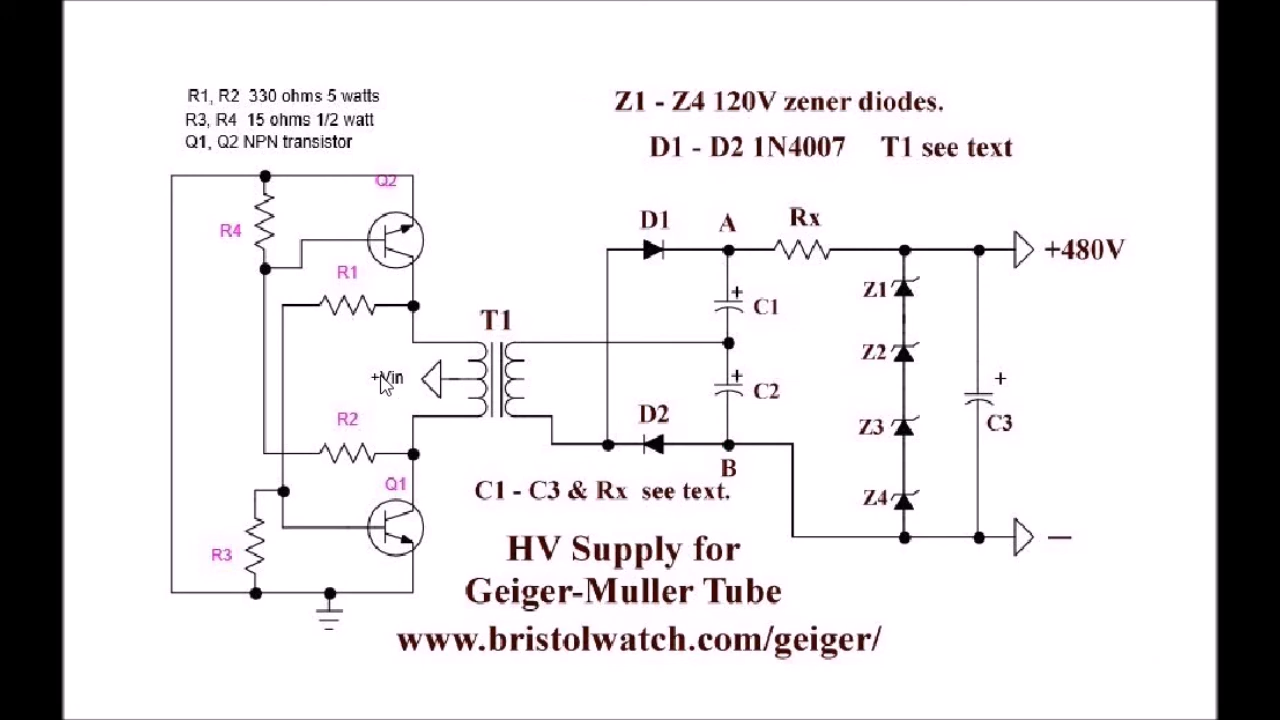 R1, R2 330 ohms 5 watts
R3, R4 15 ohms 1/2 watt
Q1, Q2 NPN transistor
Z1 - Z4 120V zener diodes.
D1 - D2 1N4007 T1 see text
Q2
R4
R1
D1
A
Rx
+480V
Z1
C1
+
T1
Z2
+Vin
+
C2
+
C3
R2
D2
Z3
B
Q1
C1 - C3 & Rx see text.
Z4
R3
—
HV Supply for
Geiger-Muller Tube
www.bristolwatch.com/geiger/